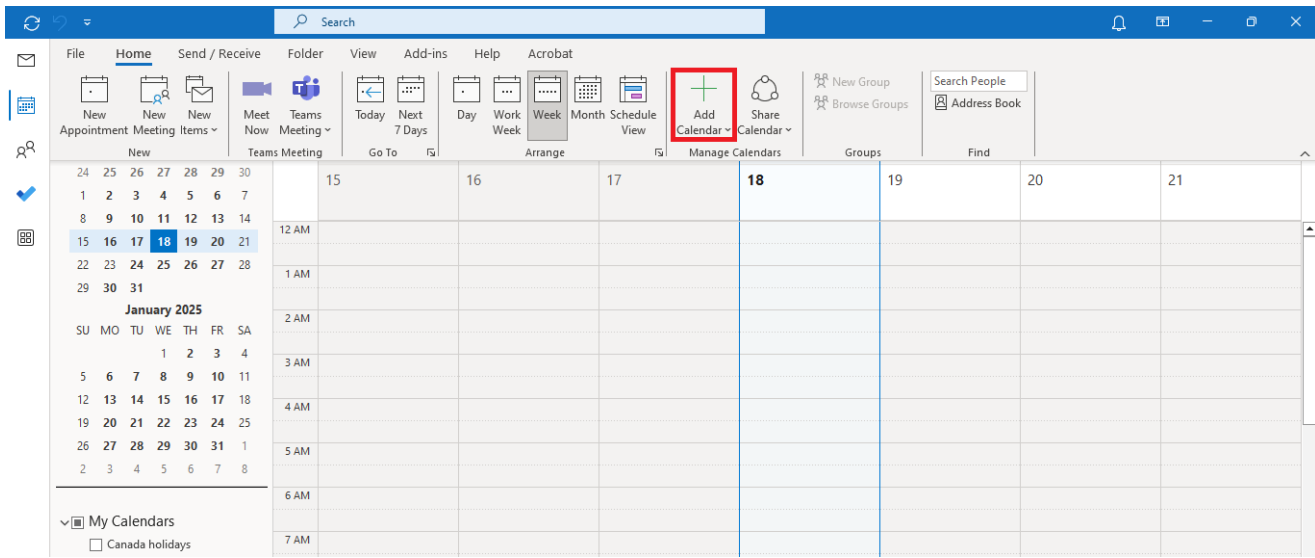 Search
File Home Send / Receive Folder View Add-ins Help Acrobat
New Appointment
New Meeting
New Items
Meet Now
Teams Meeting
Today
Next 7 Days
Day
Work Week
Week
Month
Schedule View
Add Calendar
Share Calendar
New Group
Browse Groups
Search People
Address Book
New
Teams Meeting
Go To
Arrange
Manage Calendars
Groups
Find
24 25 26 27 28 29 30
1 2 3 4 5 6 7
8 9 10 11 12 13 14
15 16 17 18 19 20 21
22 23 24 25 26 27 28
29 30 31
January 2025
SU MO TU WE TH FR SA
1 2 3 4
5 6 7 8 9 10 11
12 13 14 15 16 17 18
19 20 21 22 23 24 25
26 27 28 29 30 31 1
2 3 4 5 6 7 8
My Calendars
Canada holidays
15 16 17 18 19 20 21
12 AM
1 AM
2 AM
3 AM
4 AM
5 AM
6 AM
7 AM